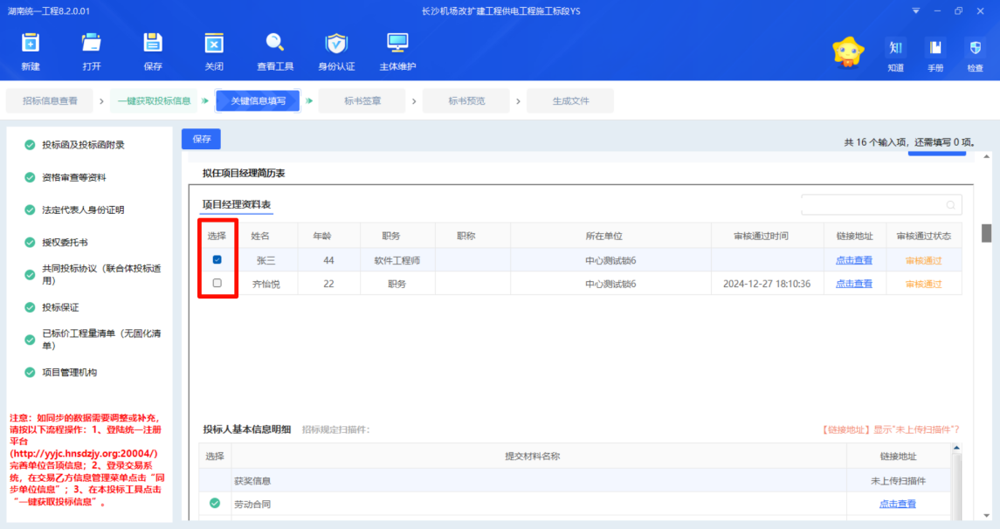 湖南统一工程8.2.0.01
长沙机场改扩建工程供电工程施工标段YS
新建
打开
保存
关闭
查看工具
身份认证
主体维护
知
知道
手册
检查
招标信息查看
一键获取投标信息
关键信息填写
标书签章
标书预览
生成文件
投标函及投标函附录
资格审查等资料
法定代表人身份证明
授权委托书
共同投标协议（联合体投标适
用）
投标保证
已标价工程量清单（无固化清
单）
项目管理机构
注意：如同步的数据需要调整或补充，
请按以下流程操作：1、登陆统一注册
平台
(http://yyjc.hnsdzjy.org:20004/)
完善单位各项信息；2、登录交易系
统，在交易乙方信息管理菜单点击“同
步单位信息”；3、在本投标工具点击
“一键获取投标信息”。
保存
共 16 个输入项，还需填写 0 项。
拟任项目经理简历表
项目经理资料表
选择 姓名 年龄 职务 职称 所在单位 审核通过时间 链接地址 审核通过状态
张三 44 软件工程师 中心测试锁6 点击查看 审核通过
齐怡悦 22 职务 中心测试锁6 2024-12-27 18:10:36 点击查看 审核通过
投标人基本信息明细 招标规定扫描件：
【链接地址】显示“未上传扫描件”？
选择 提交材料名称 链接地址
获奖信息 未上传扫描件
劳动合同 点击查看